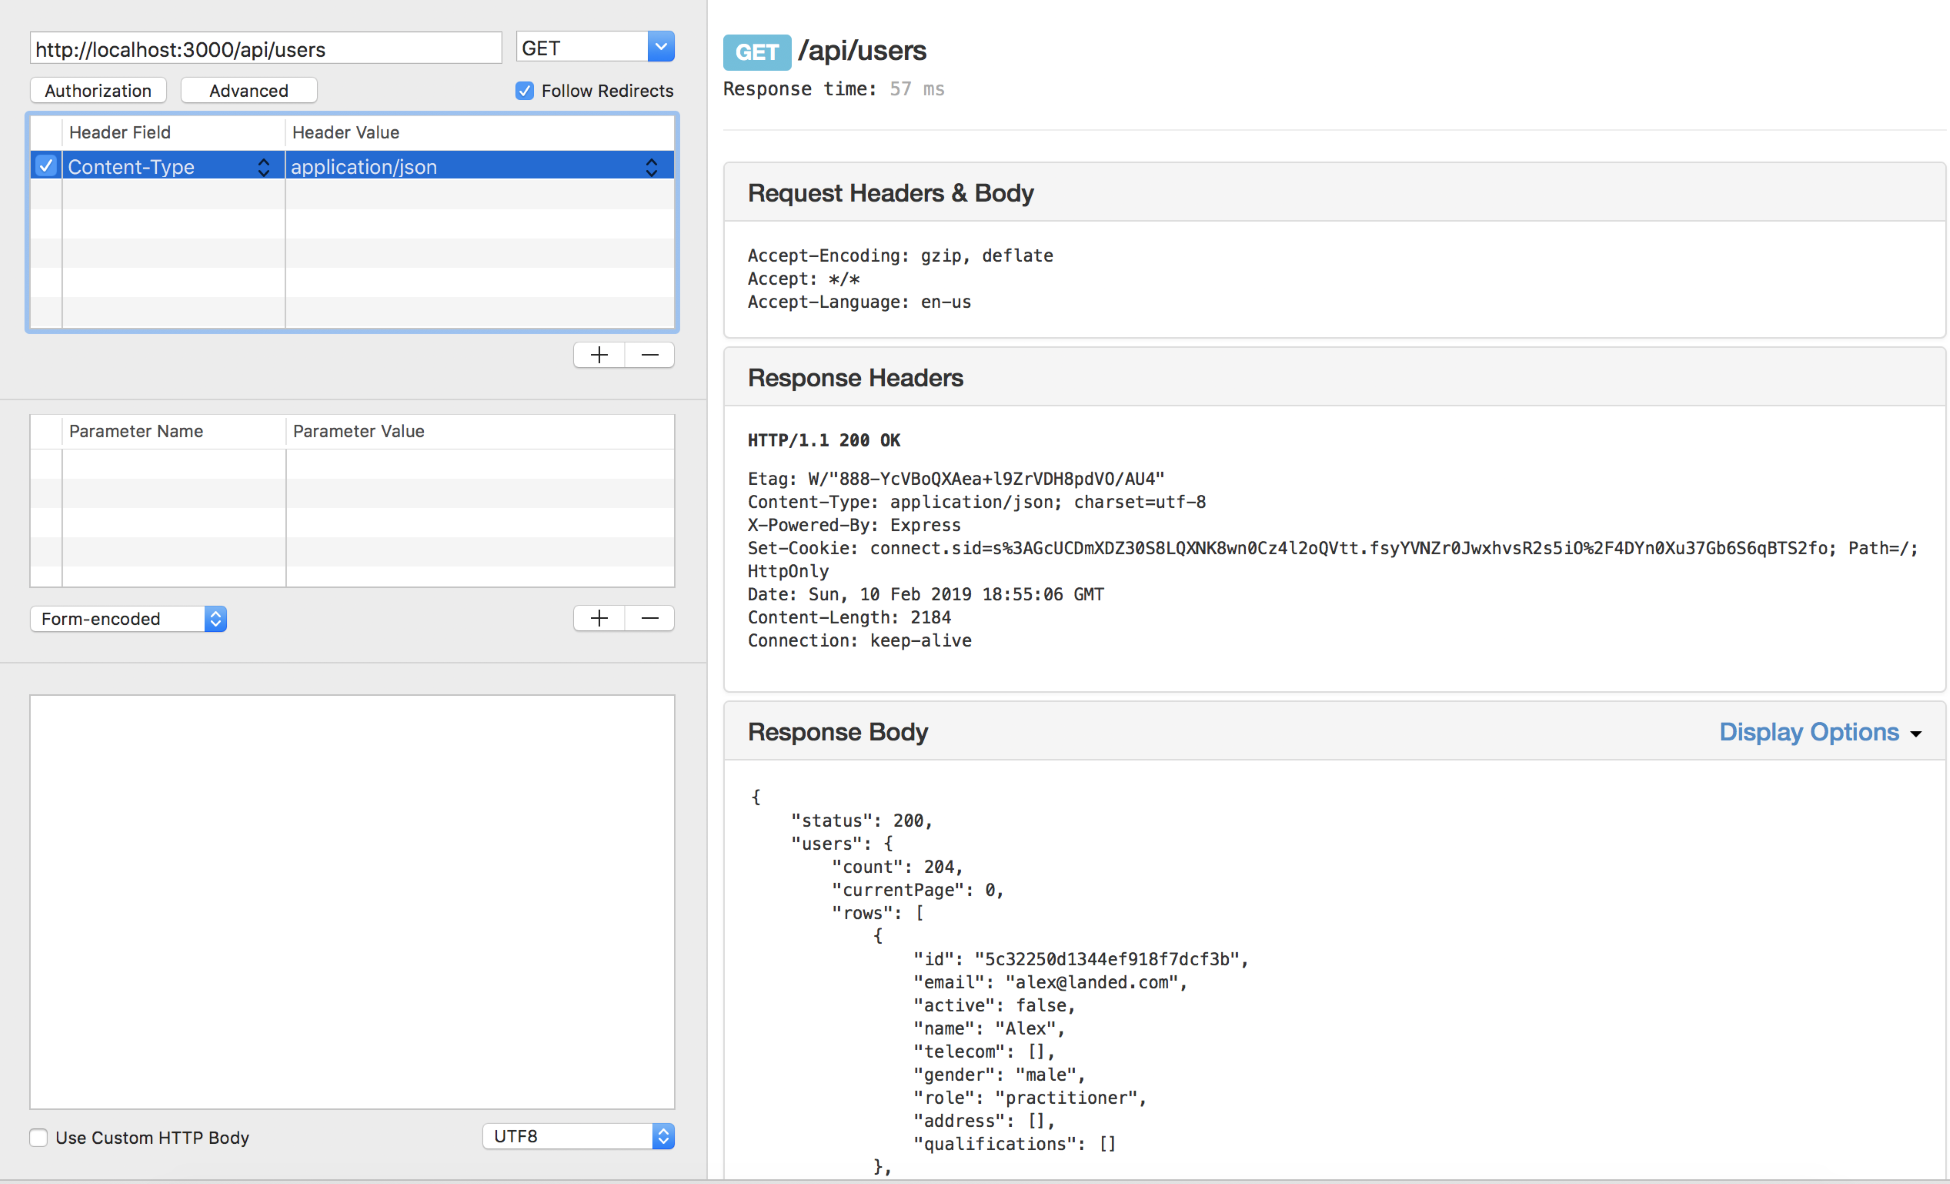 http://localhost:3000/api/users
GET
Authorization
Advanced
Follow Redirects
Header Field
Header Value
Content-Type
application/json
Parameter Name
Parameter Value
Form-encoded
Use Custom HTTP Body
UTF8
GET /api/users
Response time: 57 ms
Request Headers & Body
Accept-Encoding: gzip, deflate
Accept: */*
Accept-Language: en-us
Response Headers
HTTP/1.1 200 OK
Etag: W/"888-YcVBoQXAea+l9ZrVDH8pdVO/AU4"
Content-Type: application/json; charset=utf-8
X-Powered-By: Express
Set-Cookie: connect.sid=s%3AGcUCDmXDZ30S8LQXNK8wn0Cz4l2oQVtt.fsyYVNZr0JwxhvsR2s5iO%2F4DYn0Xu37Gb6S6qBTS2fo; Path=/;
HttpOnly
Date: Sun, 10 Feb 2019 18:55:06 GMT
Content-Length: 2184
Connection: keep-alive
Response Body
Display Options
{
"status": 200,
"users": {
"count": 204,
"currentPage": 0,
"rows": [
{
"id": "5c32250d1344ef918f7dcf3b",
"email": "alex@landed.com",
"active": false,
"name": "Alex",
"telecom": [],
"gender": "male",
"role": "practitioner",
"address": [],
"qualifications": []
},